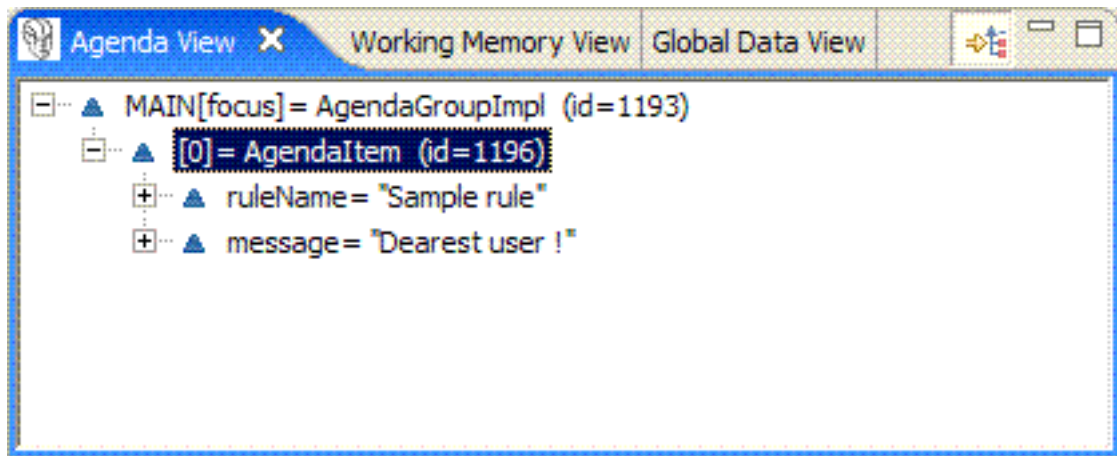 Agenda View Working Memory View Global Data View
MAIN[focus]= AgendaGroupImpl (id=1193)
[0]= AgendaItem (id=1196)
ruleName= "Sample rule"
message= "Dearest user !"